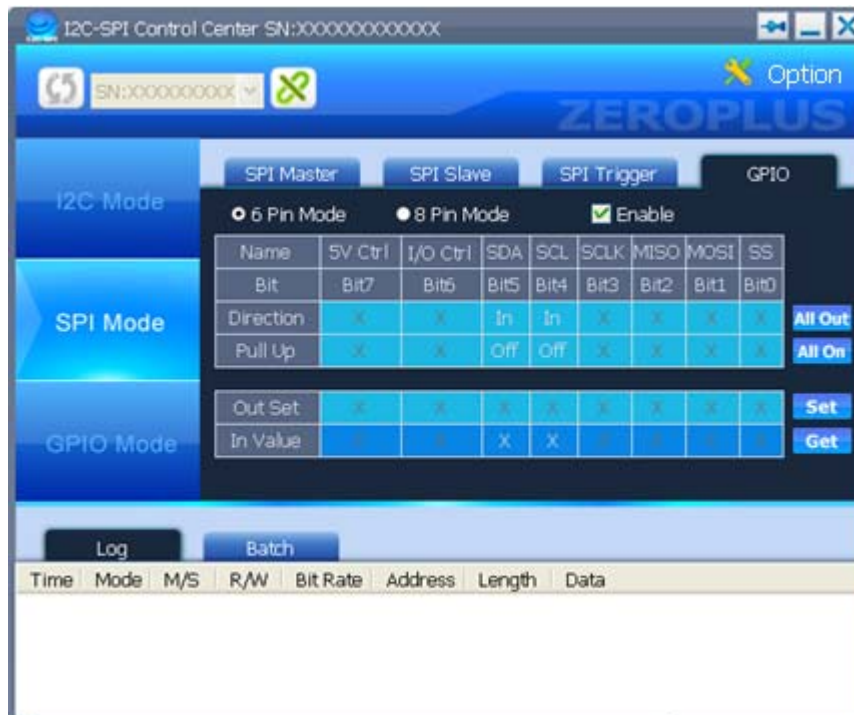 I2C-SPI Control Center SN:XXXXXXXXXXXXX
SN:XXXXXXXXX
Option
ZEROPLUS
I2C Mode
SPI Mode
GPIO Mode
SPI Master SPI Slave SPI Trigger GPIO
6 Pin Mode 8 Pin Mode Enable
Name 5V Ctrl I/O Ctrl SDA SCL SCLK MISO MOSI SS
Bit Bit7 Bit6 Bit5 Bit4 Bit3 Bit2 Bit1 Bit0
Direction X X In In X X X X All Out
Pull Up X X Off Off X X X X All On
Out Set X X X X X X X X Set
In Value X X X X X X X X Get
Log Batch
Time Mode M/S R/W Bit Rate Address Length Data